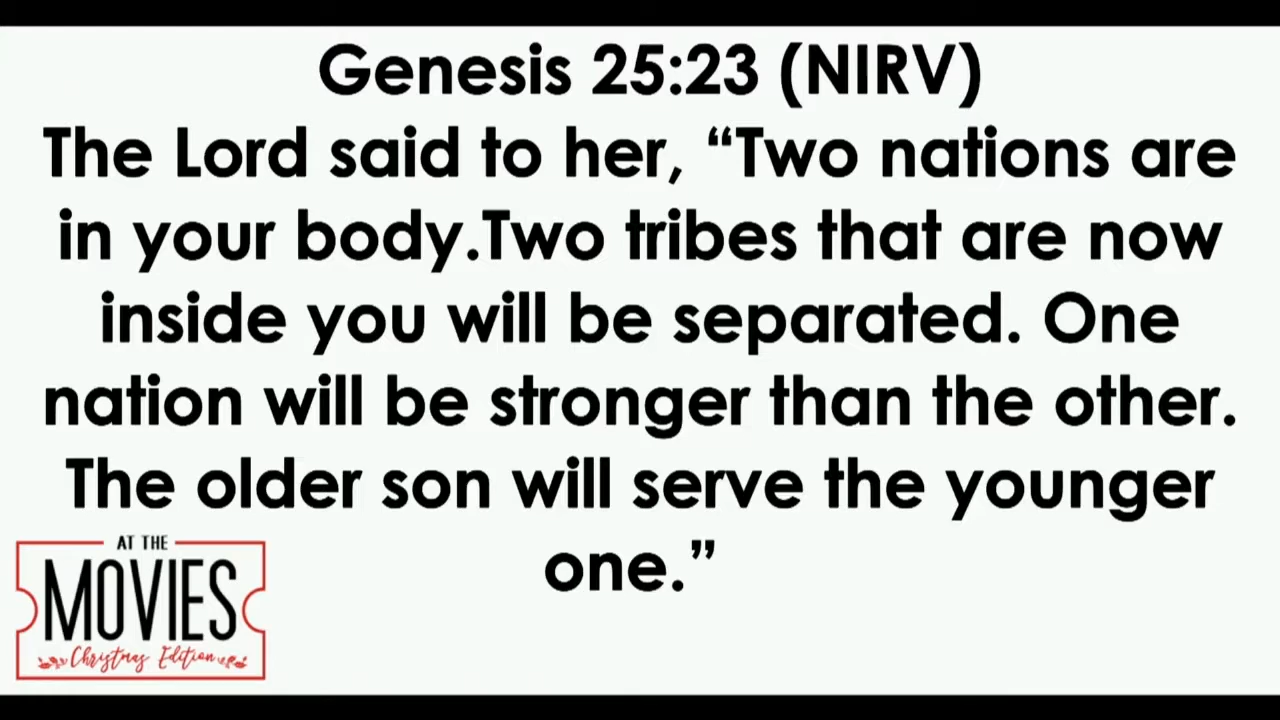 Genesis 25:23 (NIRV)
The Lord said to her, “Two nations are
in your body.Two tribes that are now
inside you will be separated. One
nation will be stronger than the other.
The older son will serve the younger
one.”
AT THE
MOVIES
Christmas Edition